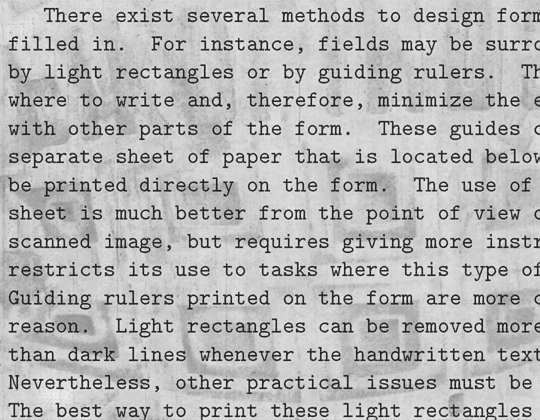 There exist several methods to design form
filled in. For instance, fields may be surro
by light rectangles or by guiding rulers. Th
where to write and, therefore, minimize the e
with other parts of the form. These guides c
separate sheet of paper that is located below
be printed directly on the form. The use of
sheet is much better from the point of view o
scanned image, but requires giving more instr
restricts its use to tasks where this type of
Guiding rulers printed on the form are more c
reason. Light rectangles can be removed more
than dark lines whenever the handwritten text
Nevertheless, other practical issues must be
The best way to print these light rectangles